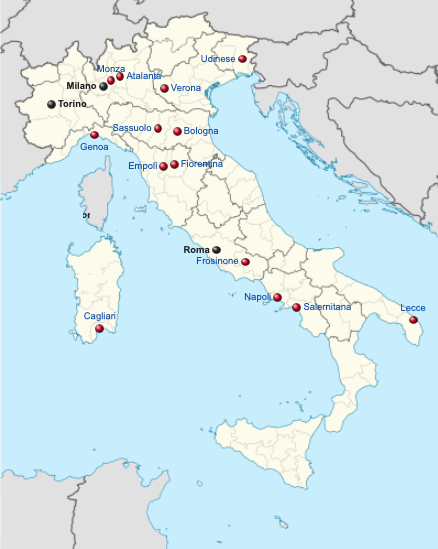 Udinese
Monza
Atalanta
Milano
Verona
Torino
Sassuolo
Bologna
Genoa
Empoli
Fiorentina
Roma
Frosinone
Napoli
Salernitana
Lecce
Cagliari